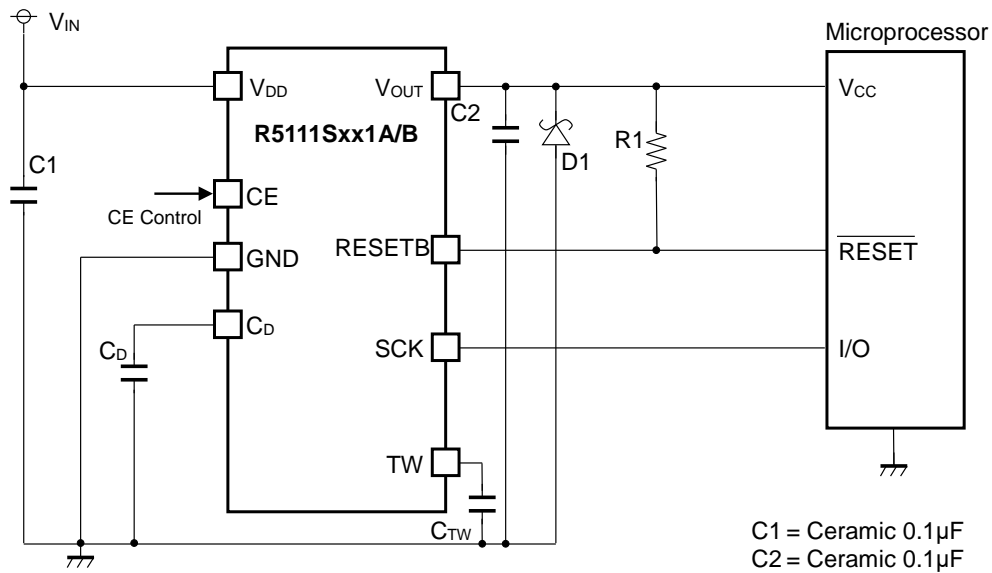 VIN
Microprocessor
VDD
VOUT
C2
VCC
R5111Sxx1A/B
R1
D1
C1
CE
CE Control
GND
RESETB
RESET
CD
CD
SCK
I/O
TW
CTW
C1 = Ceramic 0.1µF
C2 = Ceramic 0.1µF